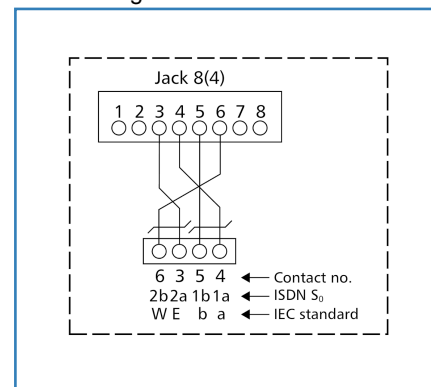 Jack 8(4)
1 2 3 4 5 6 7 8
6 3 5 4 Contact no.
2b 2a 1b 1a ISDN S₀
W E b a IEC standard